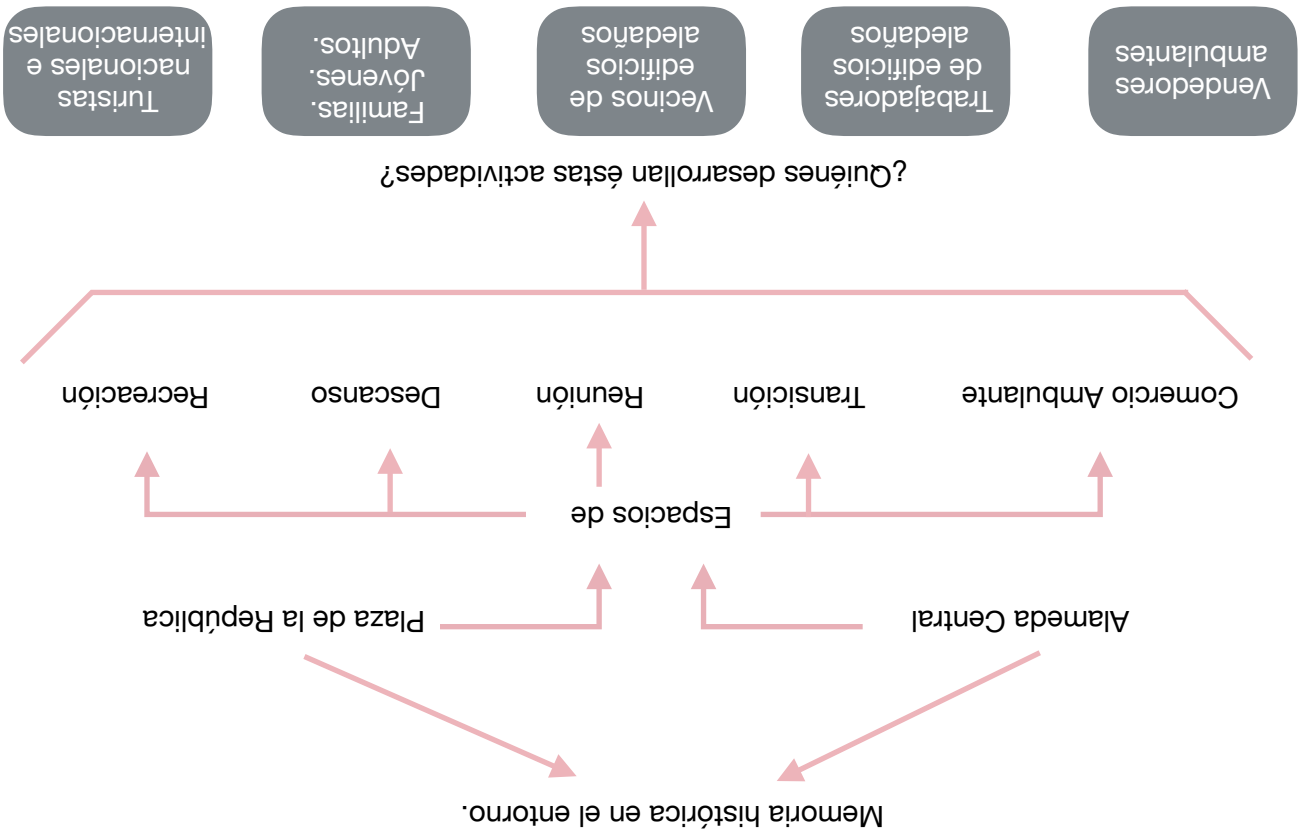 Memoria histórica en el entorno.
Alameda Central
Plaza de la República
Espacios de
Comercio Ambulante
Transición
Reunión
Descanso
Recreación
¿Quiénes desarrollan éstas actividades?
Vendedores
ambulantes
Trabajadores
de edificios
aledaños
Vecinos de
edificios
aledaños
Familias.
Jóvenes.
Adultos.
Turistas
nacionales e
internacionales